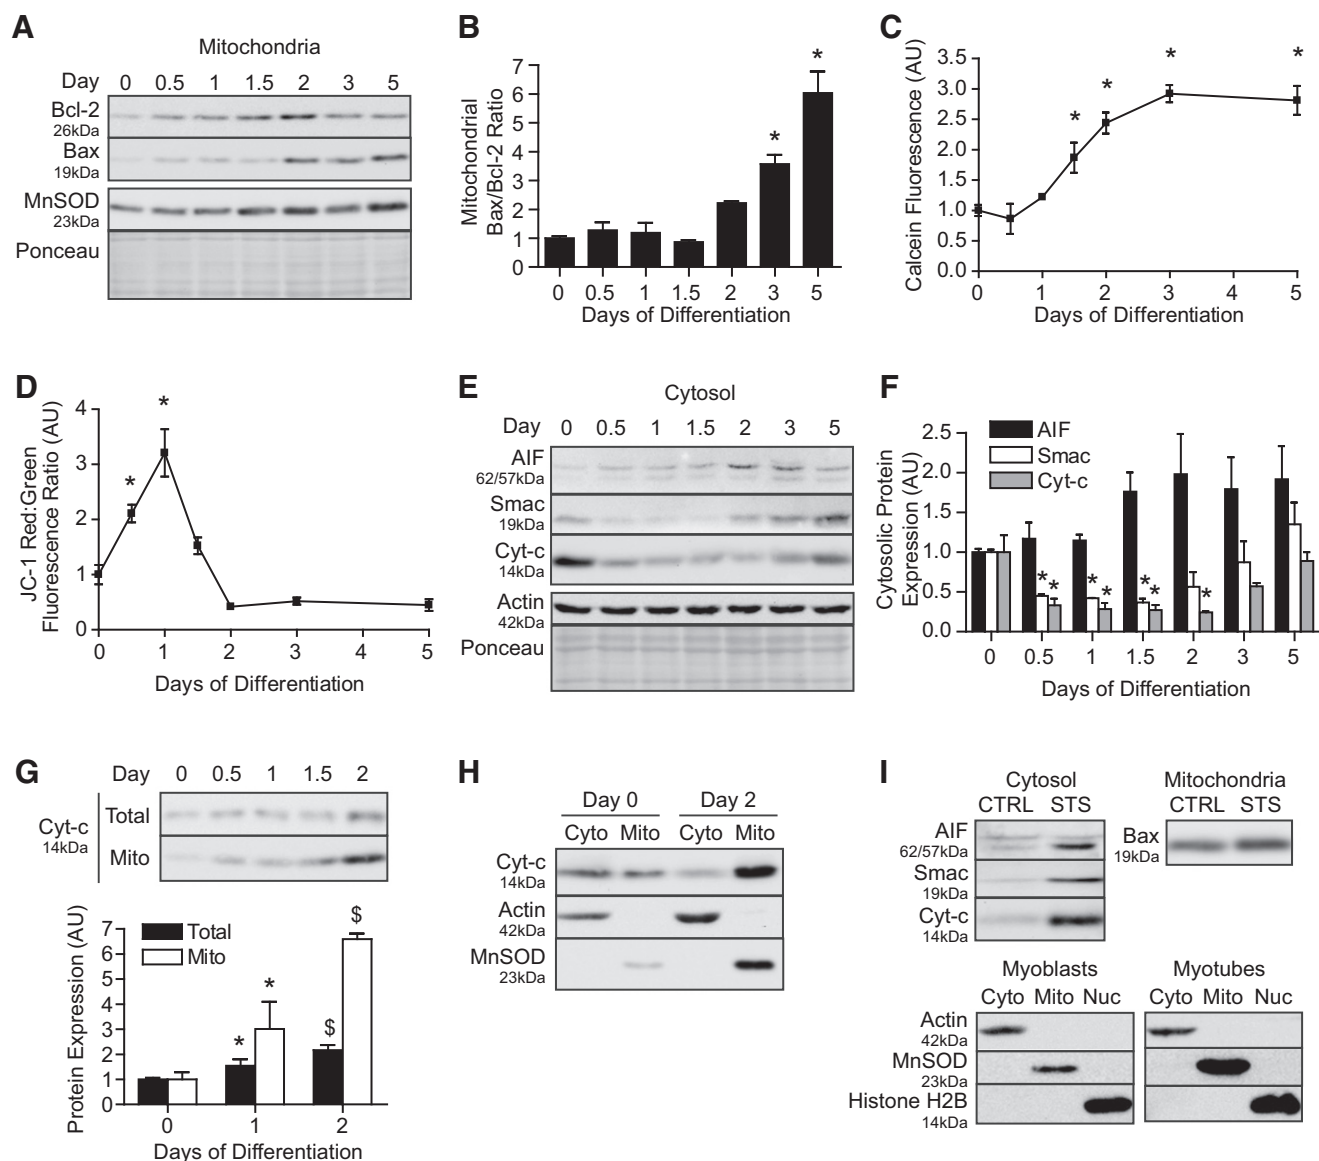 A
Mitochondria
Day 0 0.5 1 1.5 2 3 5
Bcl-2
26kDa
Bax
19kDa
MnSOD
23kDa
Ponceau
B
Mitochondrial
Bax/Bcl-2 Ratio
7
6
5
4
3
2
1
0
* *
0 0.5 1 1.5 2 3 5
Days of Differentiation
C
Calcein Fluorescence (AU)
3.5
3.0
2.5
2.0
1.5
1.0
0.5
0.0
* * * *
0 1 2 3 4 5
Days of Differentiation
D
JC-1 Red:Green
Fluorescence Ratio (AU)
4
3
2
1
0
* *
0 1 2 3 4 5
Days of Differentiation
E
Cytosol
Day 0 0.5 1 1.5 2 3 5
AIF
62/57kDa
Smac
19kDa
Cyt-c
14kDa
Actin
42kDa
Ponceau
F
Cytosolic Protein
Expression (AU)
2.5
2.0
1.5
1.0
0.5
0.0
AIF
Smac
Cyt-c
* * * * * * *
0 0.5 1 1.5 2 3 5
Days of Differentiation
G
Day 0 0.5 1 1.5 2
Cyt-c
14kDa
Total
Mito
Protein Expression (AU)
7
6
5
4
3
2
1
0
Total
Mito
* * $ $
0 1 2
Days of Differentiation
H
Day 0 Day 2
Cyto Mito Cyto Mito
Cyt-c
14kDa
Actin
42kDa
MnSOD
23kDa
I
Cytosol
CTRL STS
AIF
62/57kDa
Smac
19kDa
Cyt-c
14kDa
Mitochondria
CTRL STS
Bax
19kDa
Myoblasts Myotubes
Cyto Mito Nuc Cyto Mito Nuc
Actin
42kDa
MnSOD
23kDa
Histone H2B
14kDa